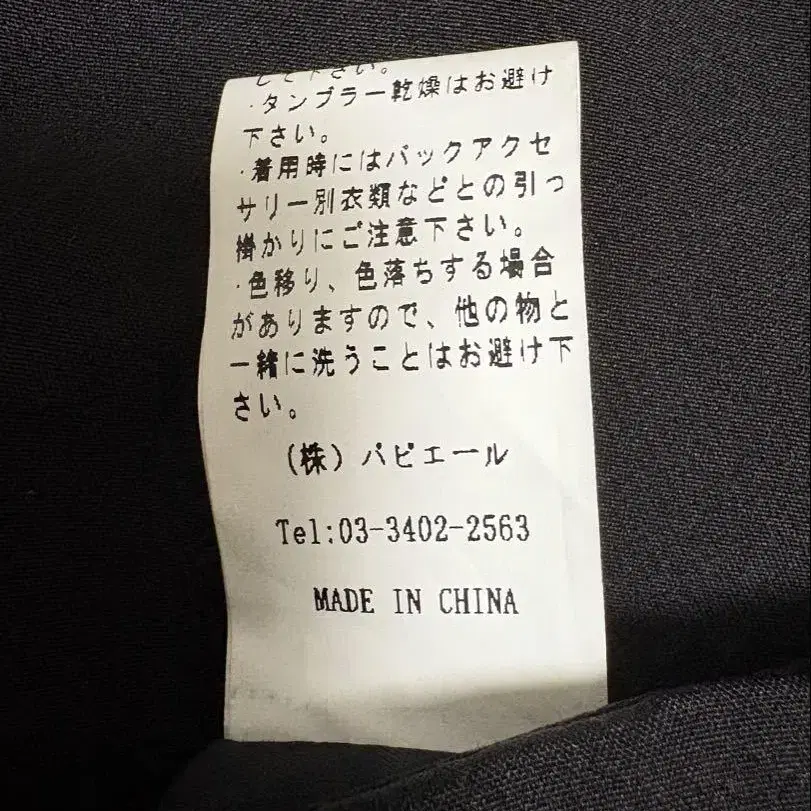 して下さい。
・タンブラー乾燥はお避け
下さい。
・着用時にはバックアクセ
サリー別衣類などとの引っ
掛かりにご注意下さい。
・色移り、色落ちする場合
がありますので、他の物と
一緒に洗うことはお避け下
さい。
(株)パピエール
Tel:03-3402-2563
MADE IN CHINA